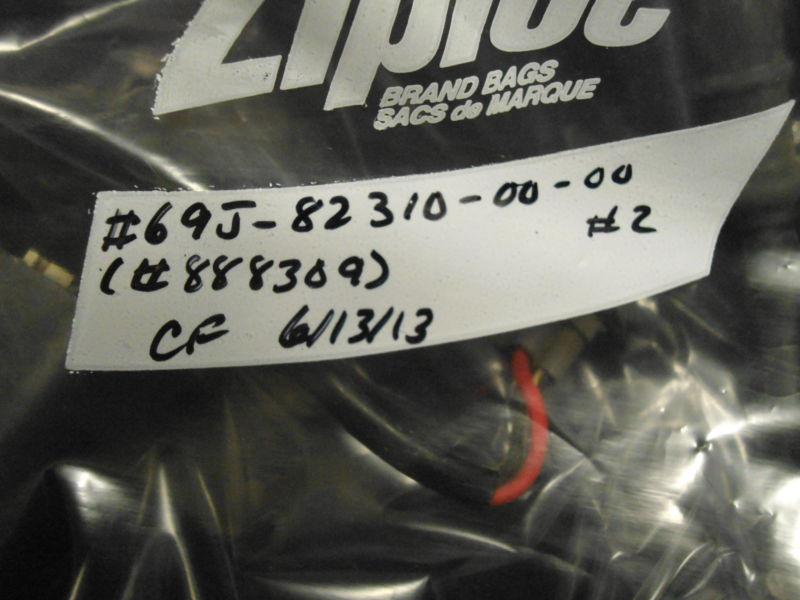 Ziploc
BRAND BAGS
SACS de MARQUE
#69J-82310-00-00
#2
(#888309)
CF 6/13/13